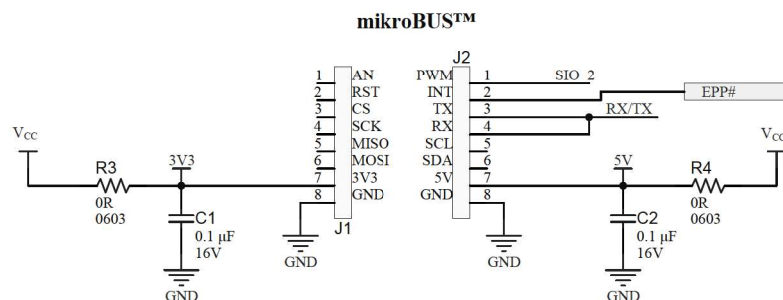 mikroBUS™
J2
1 AN
2 RST
3 CS
4 SCK
5 MISO
6 MOSI
7 3V3
8 GND
J1
PWM 1 SIO_2
INT 2 EPP#
TX 3 RX/TX
RX 4
SCL 5
SDA 6
5V 7
GND 8
VCC
R3
0R
0603
3V3
C1
0.1 µF
16V
GND
GND
GND
5V
C2
0.1 µF
16V
GND
R4
0R
0603
VCC